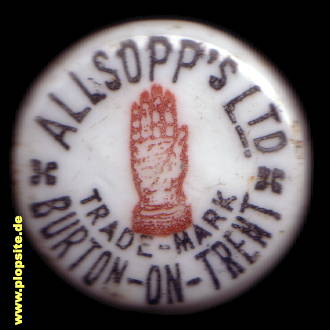 ALLSOPP'S LTD
TRADE-MARK
BURTON-ON-TRENT
www.plopsite.de